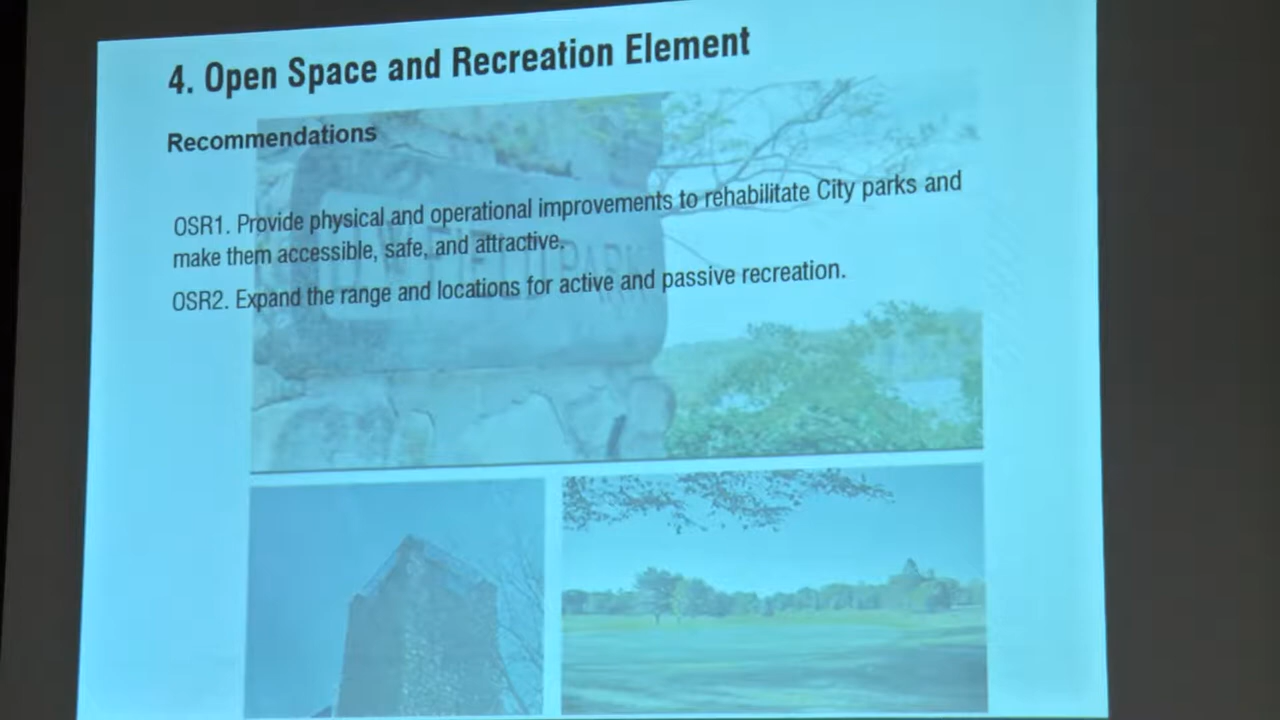 4. Open Space and Recreation Element
Recommendations
OSR1. Provide physical and operational improvements to rehabilitate City parks and
make them accessible, safe, and attractive.
OSR2. Expand the range and locations for active and passive recreation.
PARK